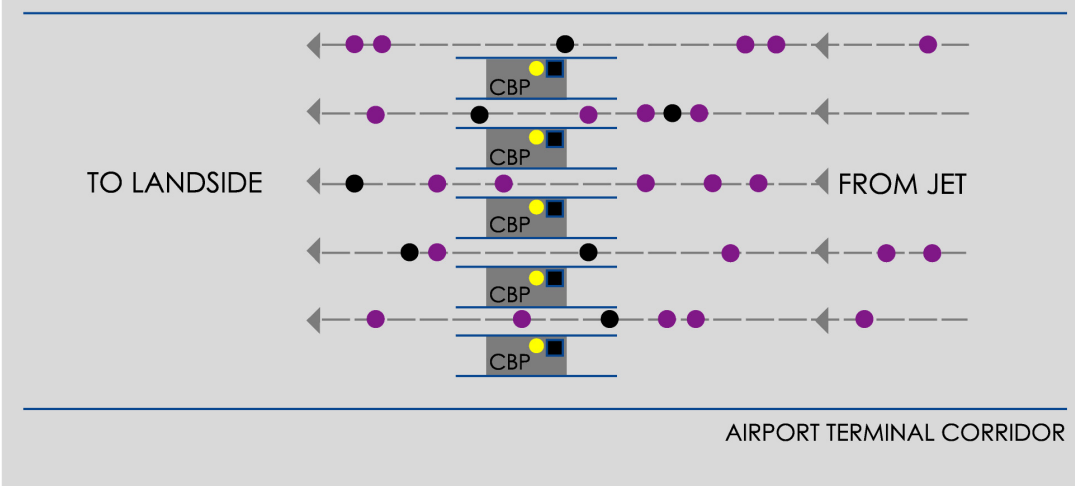 CBP
CBP
TO LANDSIDE
FROM JET
CBP
CBP
CBP
AIRPORT TERMINAL CORRIDOR